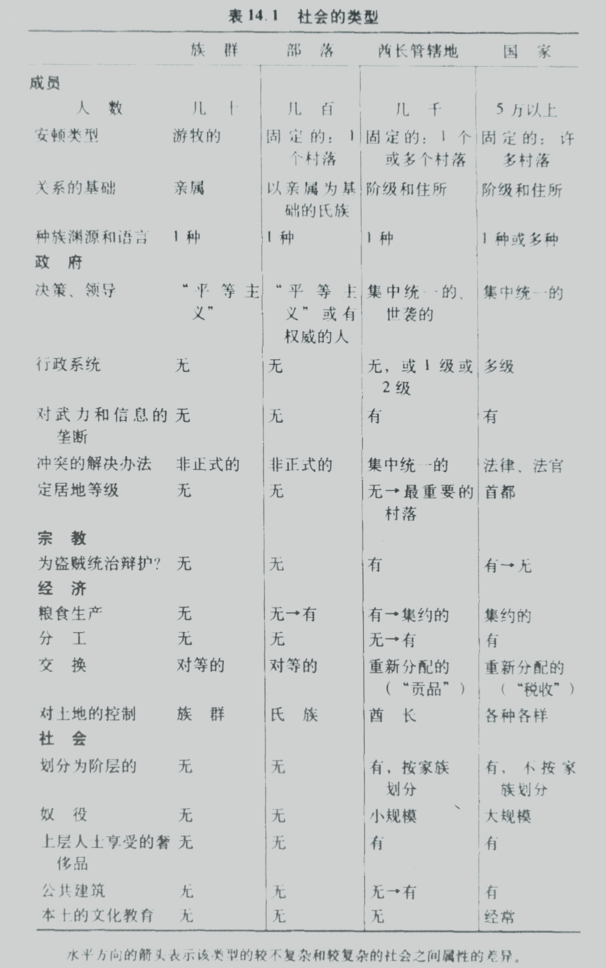 表 14.1 社会的类型
族群 部落 酋长管辖地 国家
成员
人数 几十 几百 几千 5万以上
安顿类型 游牧的 固定的：1 固定的：1个 固定的：许
个村落 或多个村落 多村落
关系的基础 亲属 以亲属为基 阶级和住所 阶级和住所
础的氏族
种族渊源和语言 1种 1种 1种 1种或多种
政府
决策、领导 “平等主 “平等主 集中统一的、 集中统一的
义” 义”或有 世袭的
权威的人
行政系统 无 无 无，或1级或 多级
2级
对武力和信息的 无 无 有 有
垄断
冲突的解决办法 非正式的 非正式的 集中统一的 法律、法官
定居地等级 无 无 无→最重要的 首都
村落
宗教
为盗贼统治辩护？ 无 无 有 有→无
经济
粮食生产 无 无→有 有→集约的 集约的
分工 无 无 无→有 有
交换 对等的 对等的 重新分配的 重新分配的
（“贡品”） （“税收”）
对土地的控制 族群 氏族 酋长 各种各样
社会
划分为阶层的 无 无 有，按家族 有，不按家
划分 族划分
奴役 无 无 小规模 大规模
上层人士享受的奢 无 无 有 有
侈品
公共建筑 无 无 无→有 有
本土的文化教育 无 无 无 经常
水平方向的箭头表示该类型的较不复杂和较复杂的社会之间属性的差异。